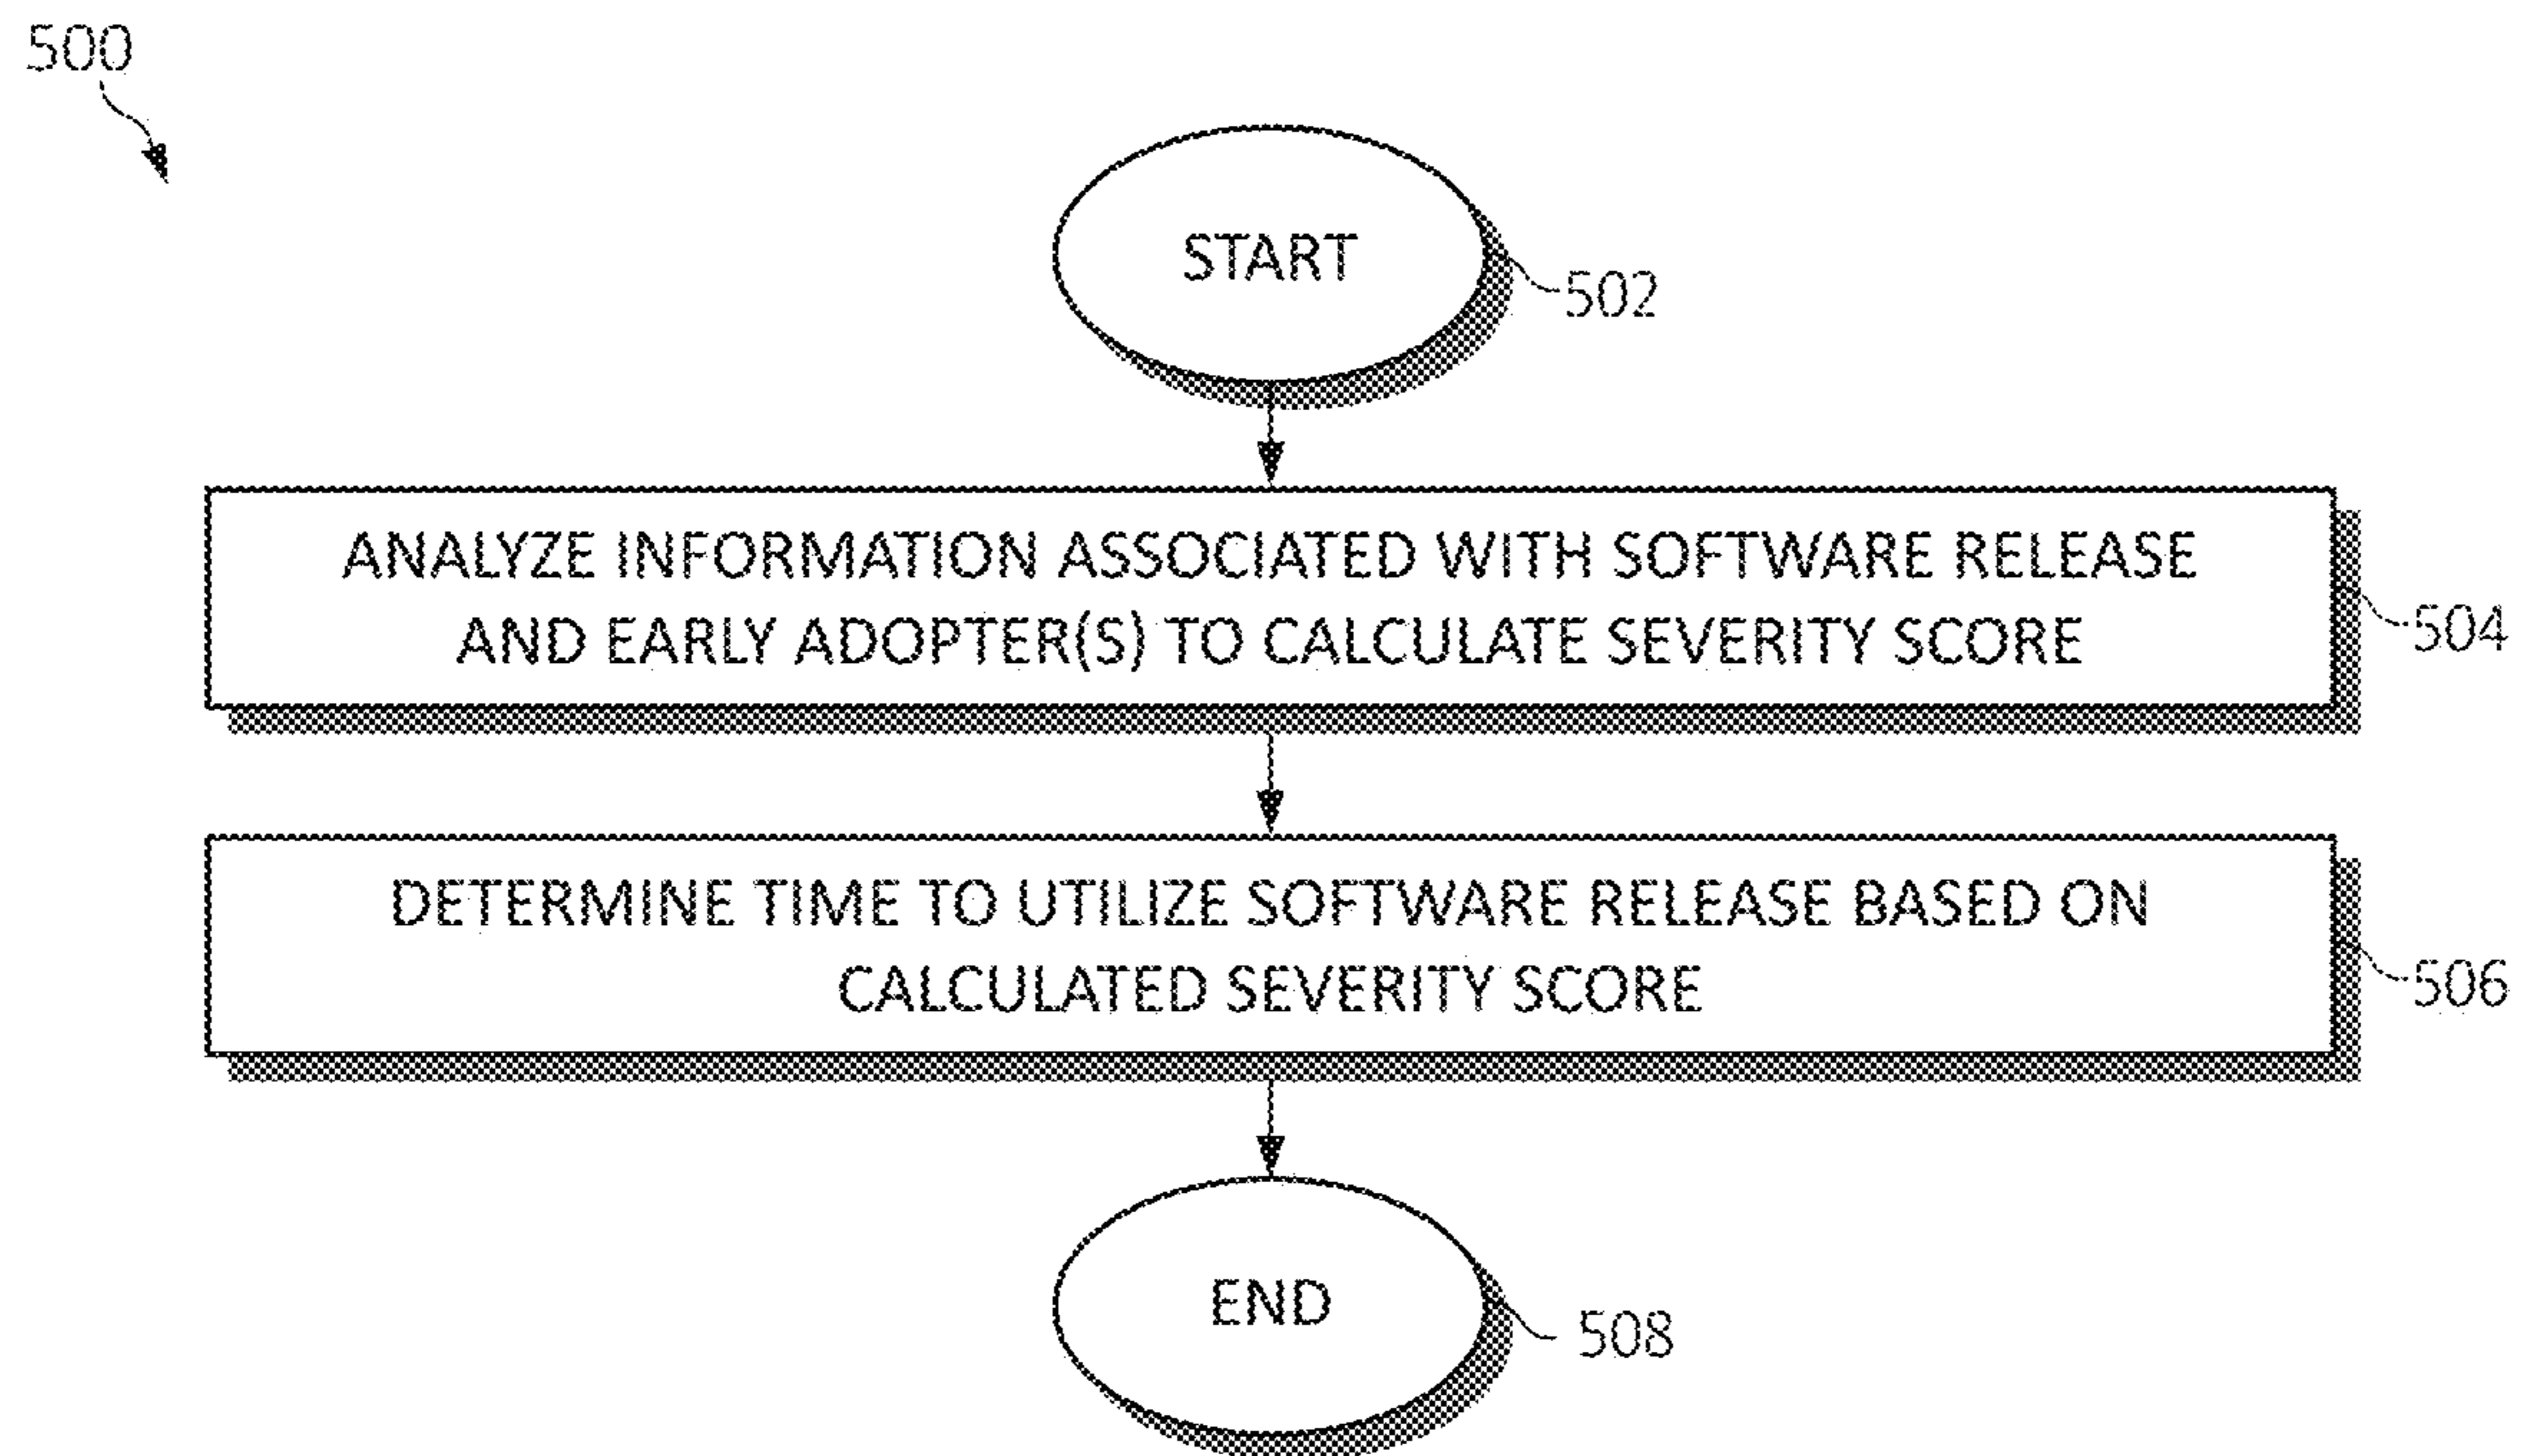 500
START
502
ANALYZE INFORMATION ASSOCIATED WITH SOFTWARE RELEASE
AND EARLY ADOPTER(S) TO CALCULATE SEVERITY SCORE
504
DETERMINE TIME TO UTILIZE SOFTWARE RELEASE BASED ON
CALCULATED SEVERITY SCORE
506
END
508